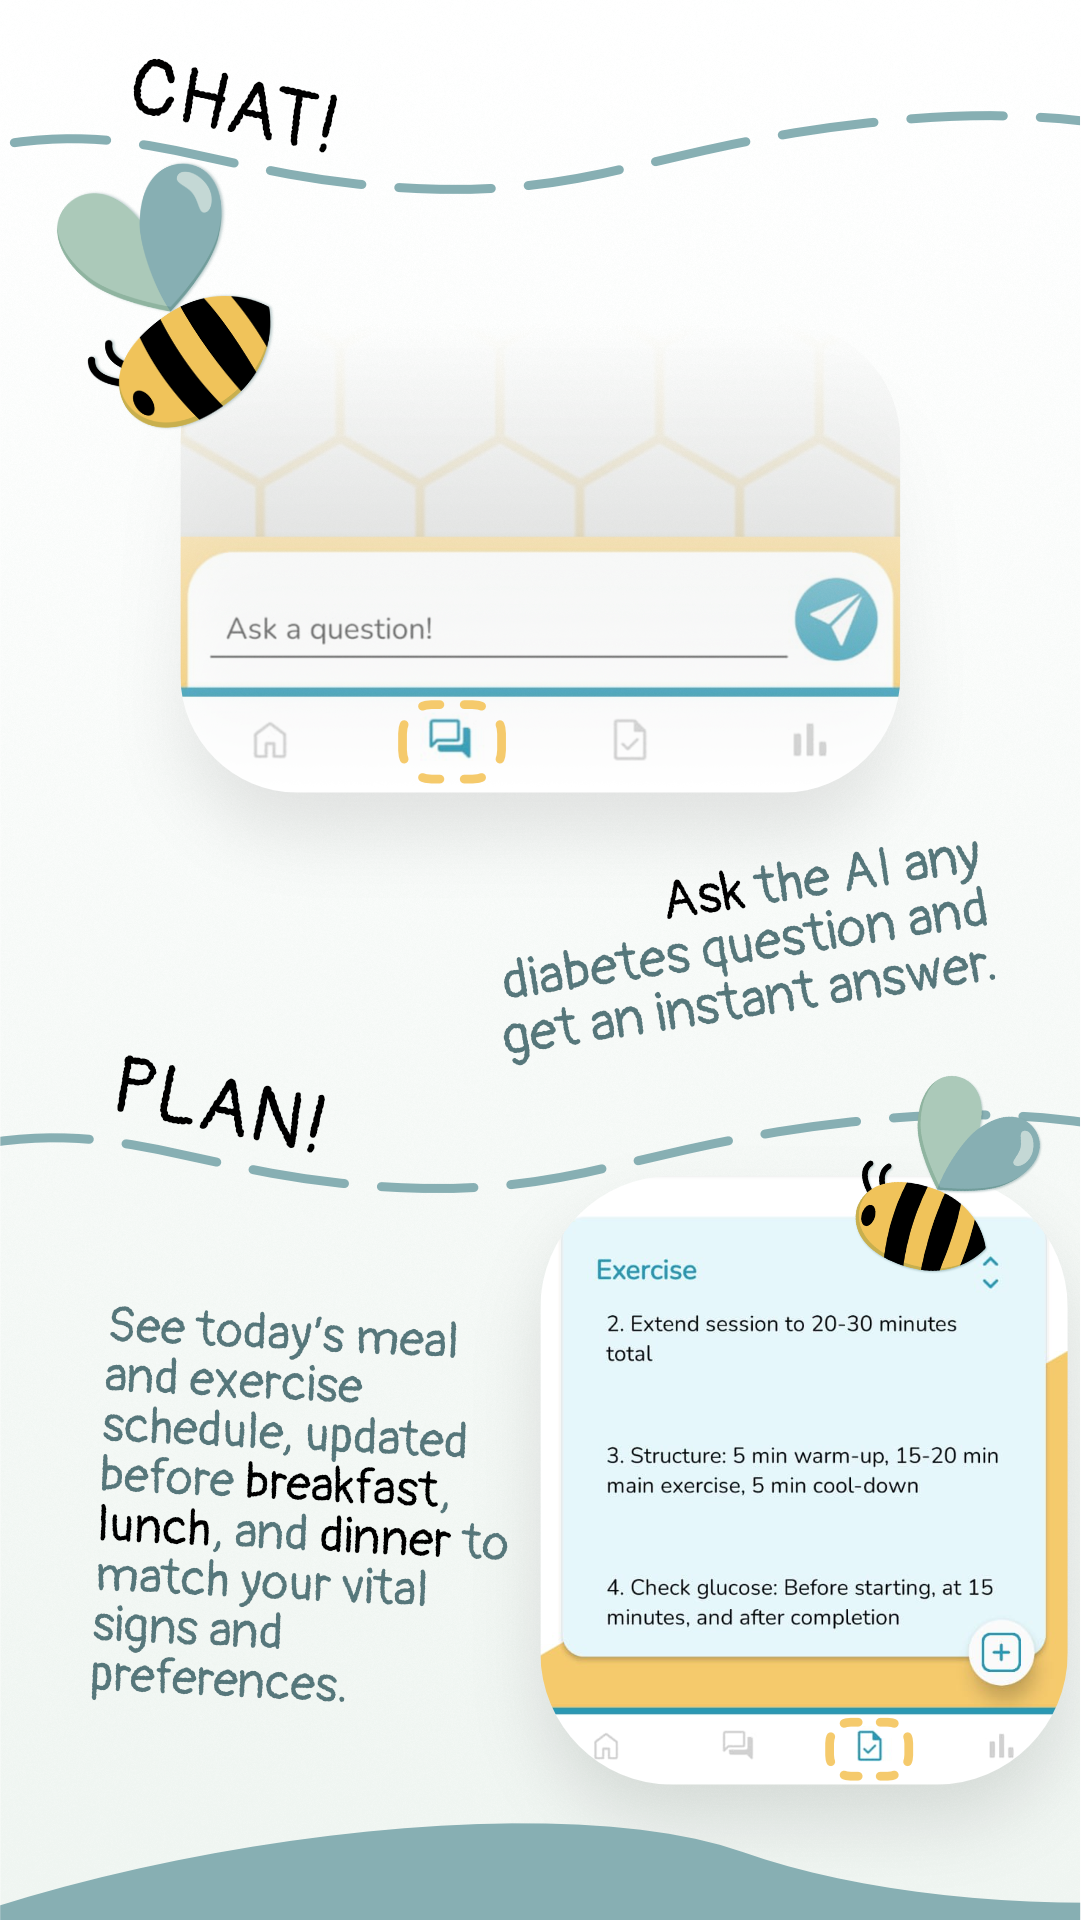 CHAT!
Ask a question!
Ask the AI any
diabetes question and
get an instant answer.
PLAN!
See today's meal
and exercise
schedule, updated
before breakfast,
lunch, and dinner to
match your vital
signs and
preferences.
Exercise
2. Extend session to 20-30 minutes
total
3. Structure: 5 min warm-up, 15-20 min
main exercise, 5 min cool-down
4. Check glucose: Before starting, at 15
minutes, and after completion